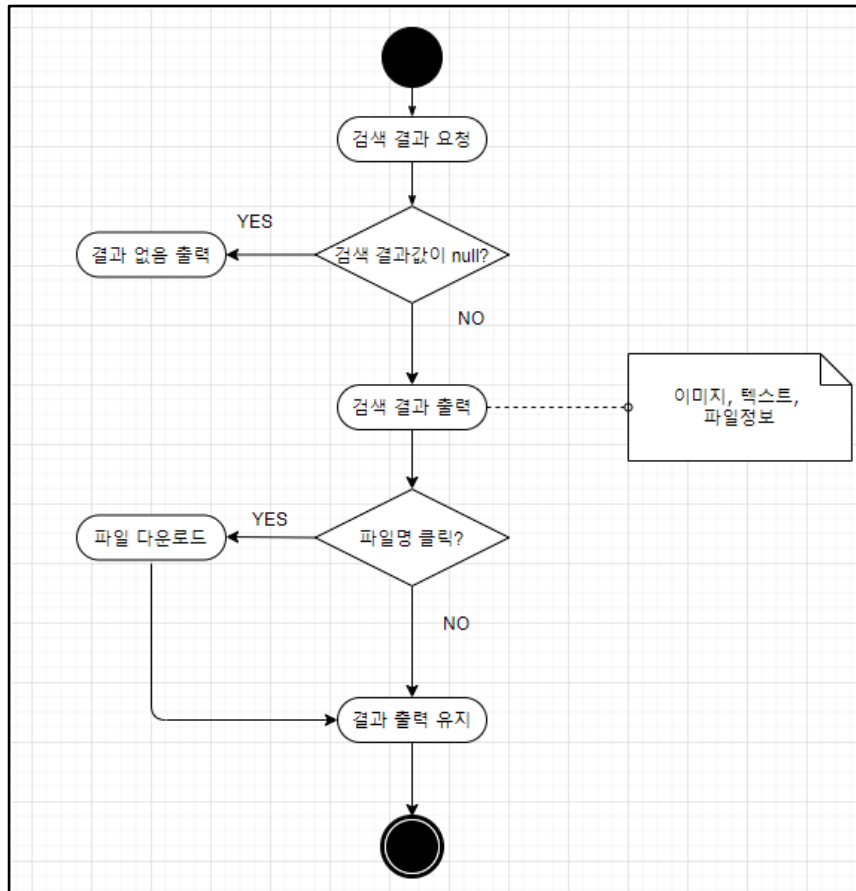 검색 결과 요청
YES
결과 없음 출력
검색 결과값이 null?
NO
검색 결과 출력
이미지, 텍스트,
파일정보
YES
파일 다운로드
파일명 클릭?
NO
결과 출력 유지